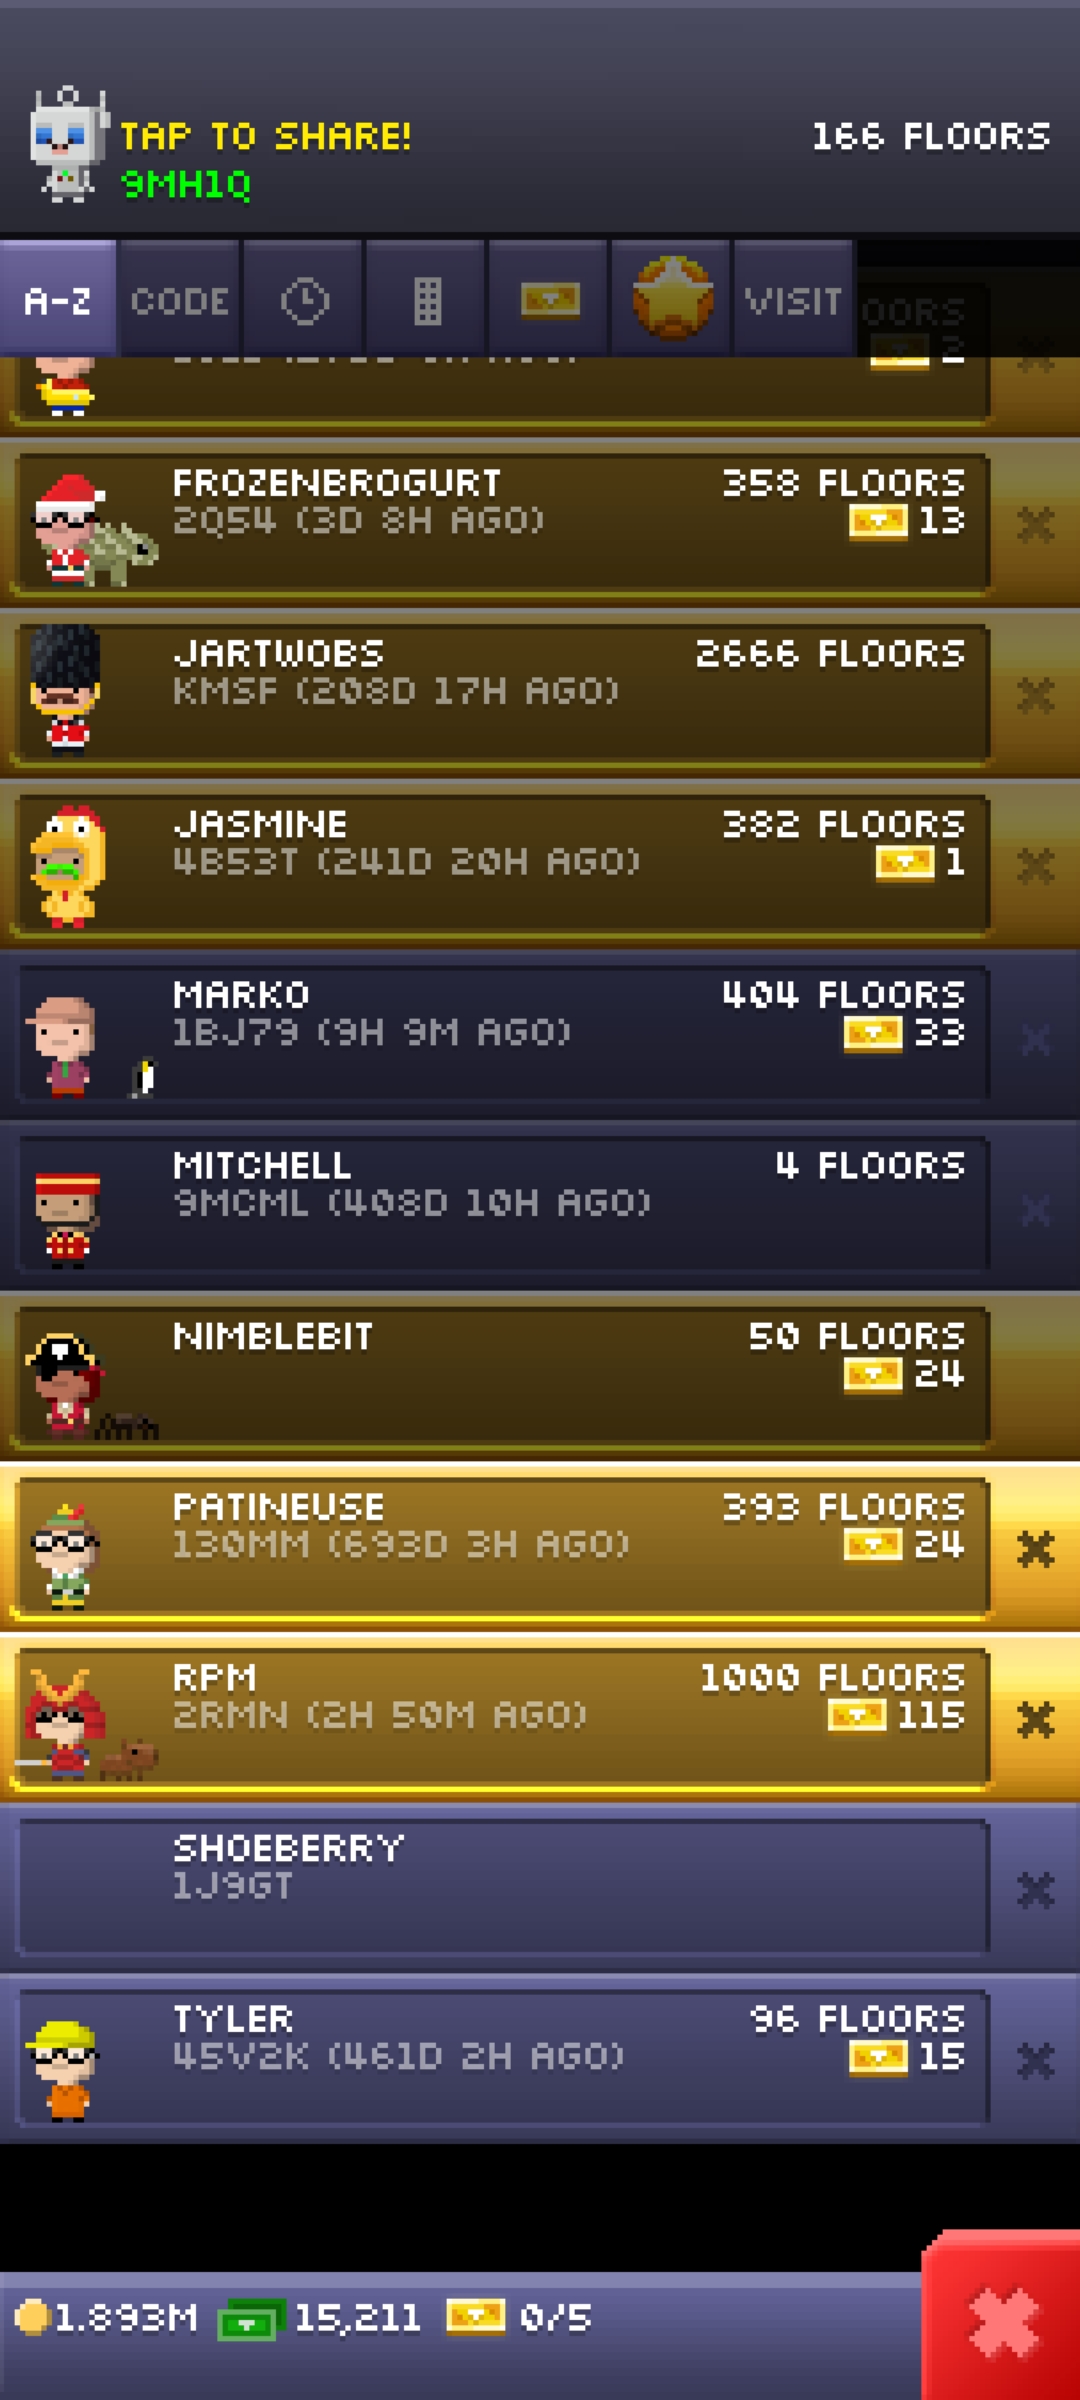 TAP TO SHARE!
166 FLOORS
9MH1Q
A-Z CODE VISIT
2
FROZENBROGURT 358 FLOORS
2Q54 (3D 8H AGO) 13
JARTWOBS 2666 FLOORS
KMSF (208D 17H AGO)
JASMINE 382 FLOORS
4B53T (241D 20H AGO) 1
MARKO 404 FLOORS
1BJ79 (9H 9M AGO) 33
MITCHELL 4 FLOORS
9MCML (408D 10H AGO)
NIMBLEBIT 50 FLOORS
24
PATINEUSE 393 FLOORS
130MM (693D 3H AGO) 24
RPM 1000 FLOORS
2RMN (2H 50M AGO) 115
SHOEBERRY
1J9GT
TYLER 96 FLOORS
45V2K (461D 2H AGO) 15
1.893M 15,211 0/5